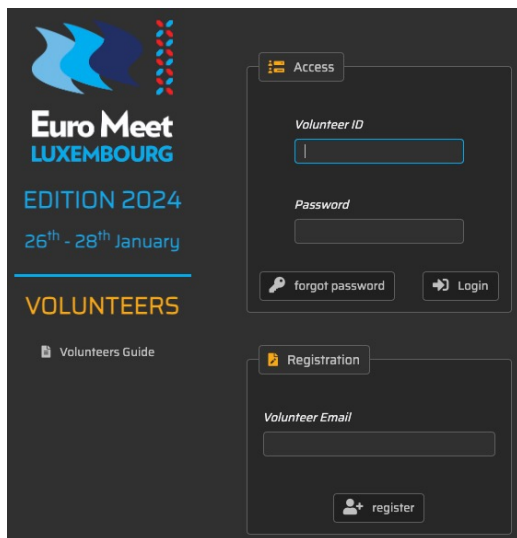 Euro Meet
LUXEMBOURG
EDITION 2024
26th - 28th January
VOLUNTEERS
Volunteers Guide
Access
Volunteer ID
Password
forgot password
Login
Registration
Volunteer Email
register